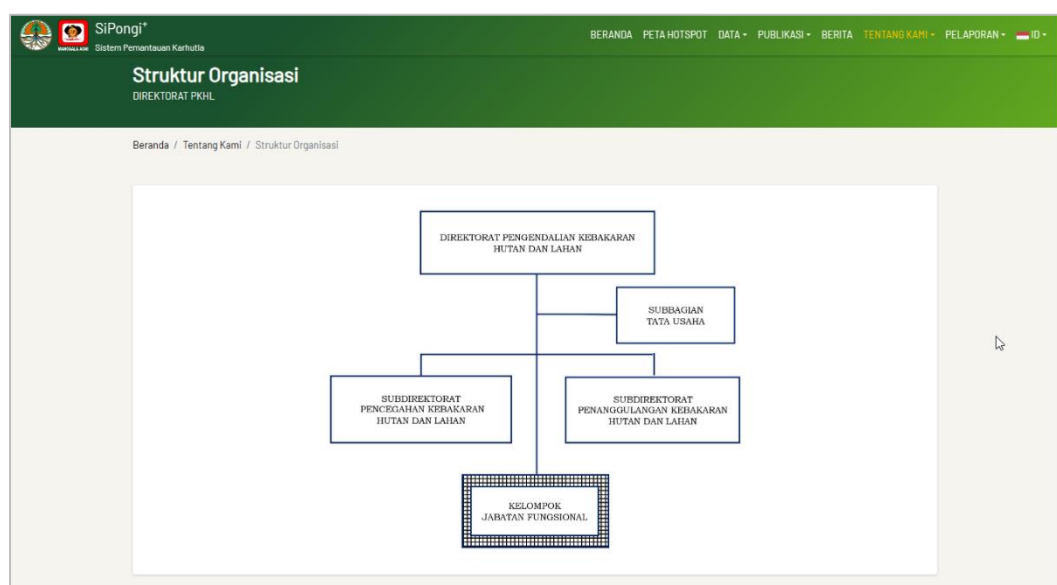 SiPongi+
Sistem Pemantauan Karhutla
MANGGALA AGNI
BERANDA PETA HOTSPOT DATA PUBLIKASI BERITA TENTANG KAMI PELAPORAN ID
Struktur Organisasi
DIREKTORAT PKHL
Beranda / Tentang Kami / Struktur Organisasi
DIREKTORAT PENGENDALIAN KEBAKARAN
HUTAN DAN LAHAN
SUBBAGIAN
TATA USAHA
SUBDIREKTORAT
PENCEGAHAN KEBAKARAN
HUTAN DAN LAHAN
SUBDIREKTORAT
PENANGGULANGAN KEBAKARAN
HUTAN DAN LAHAN
KELOMPOK
JABATAN FUNGSIONAL